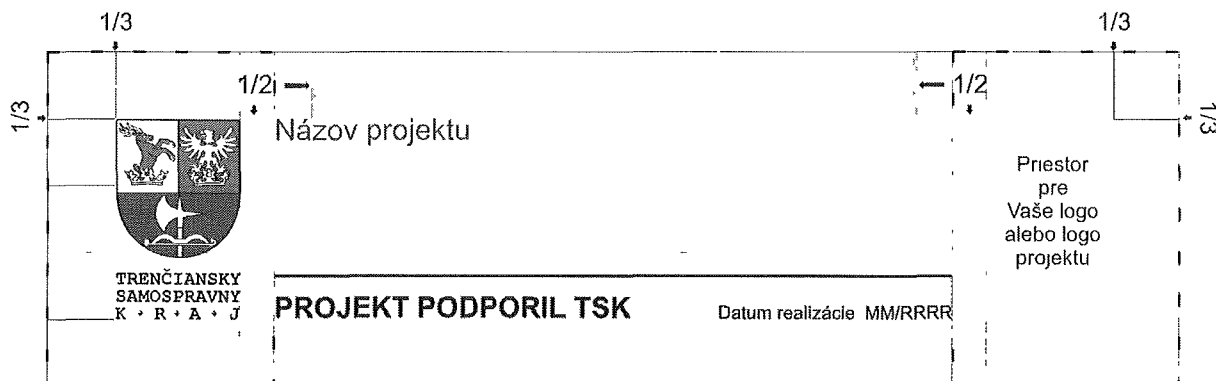 1/3
1/3
1/2
1/2
1/3
1/3
Názov projektu
Priestor
pre
Vaše logo
alebo logo
projektu
TRENČIANSKY
SAMOSPRAVNY
K · R · A · J
PROJEKT PODPORIL TSK
Datum realizácie MM/RRRR